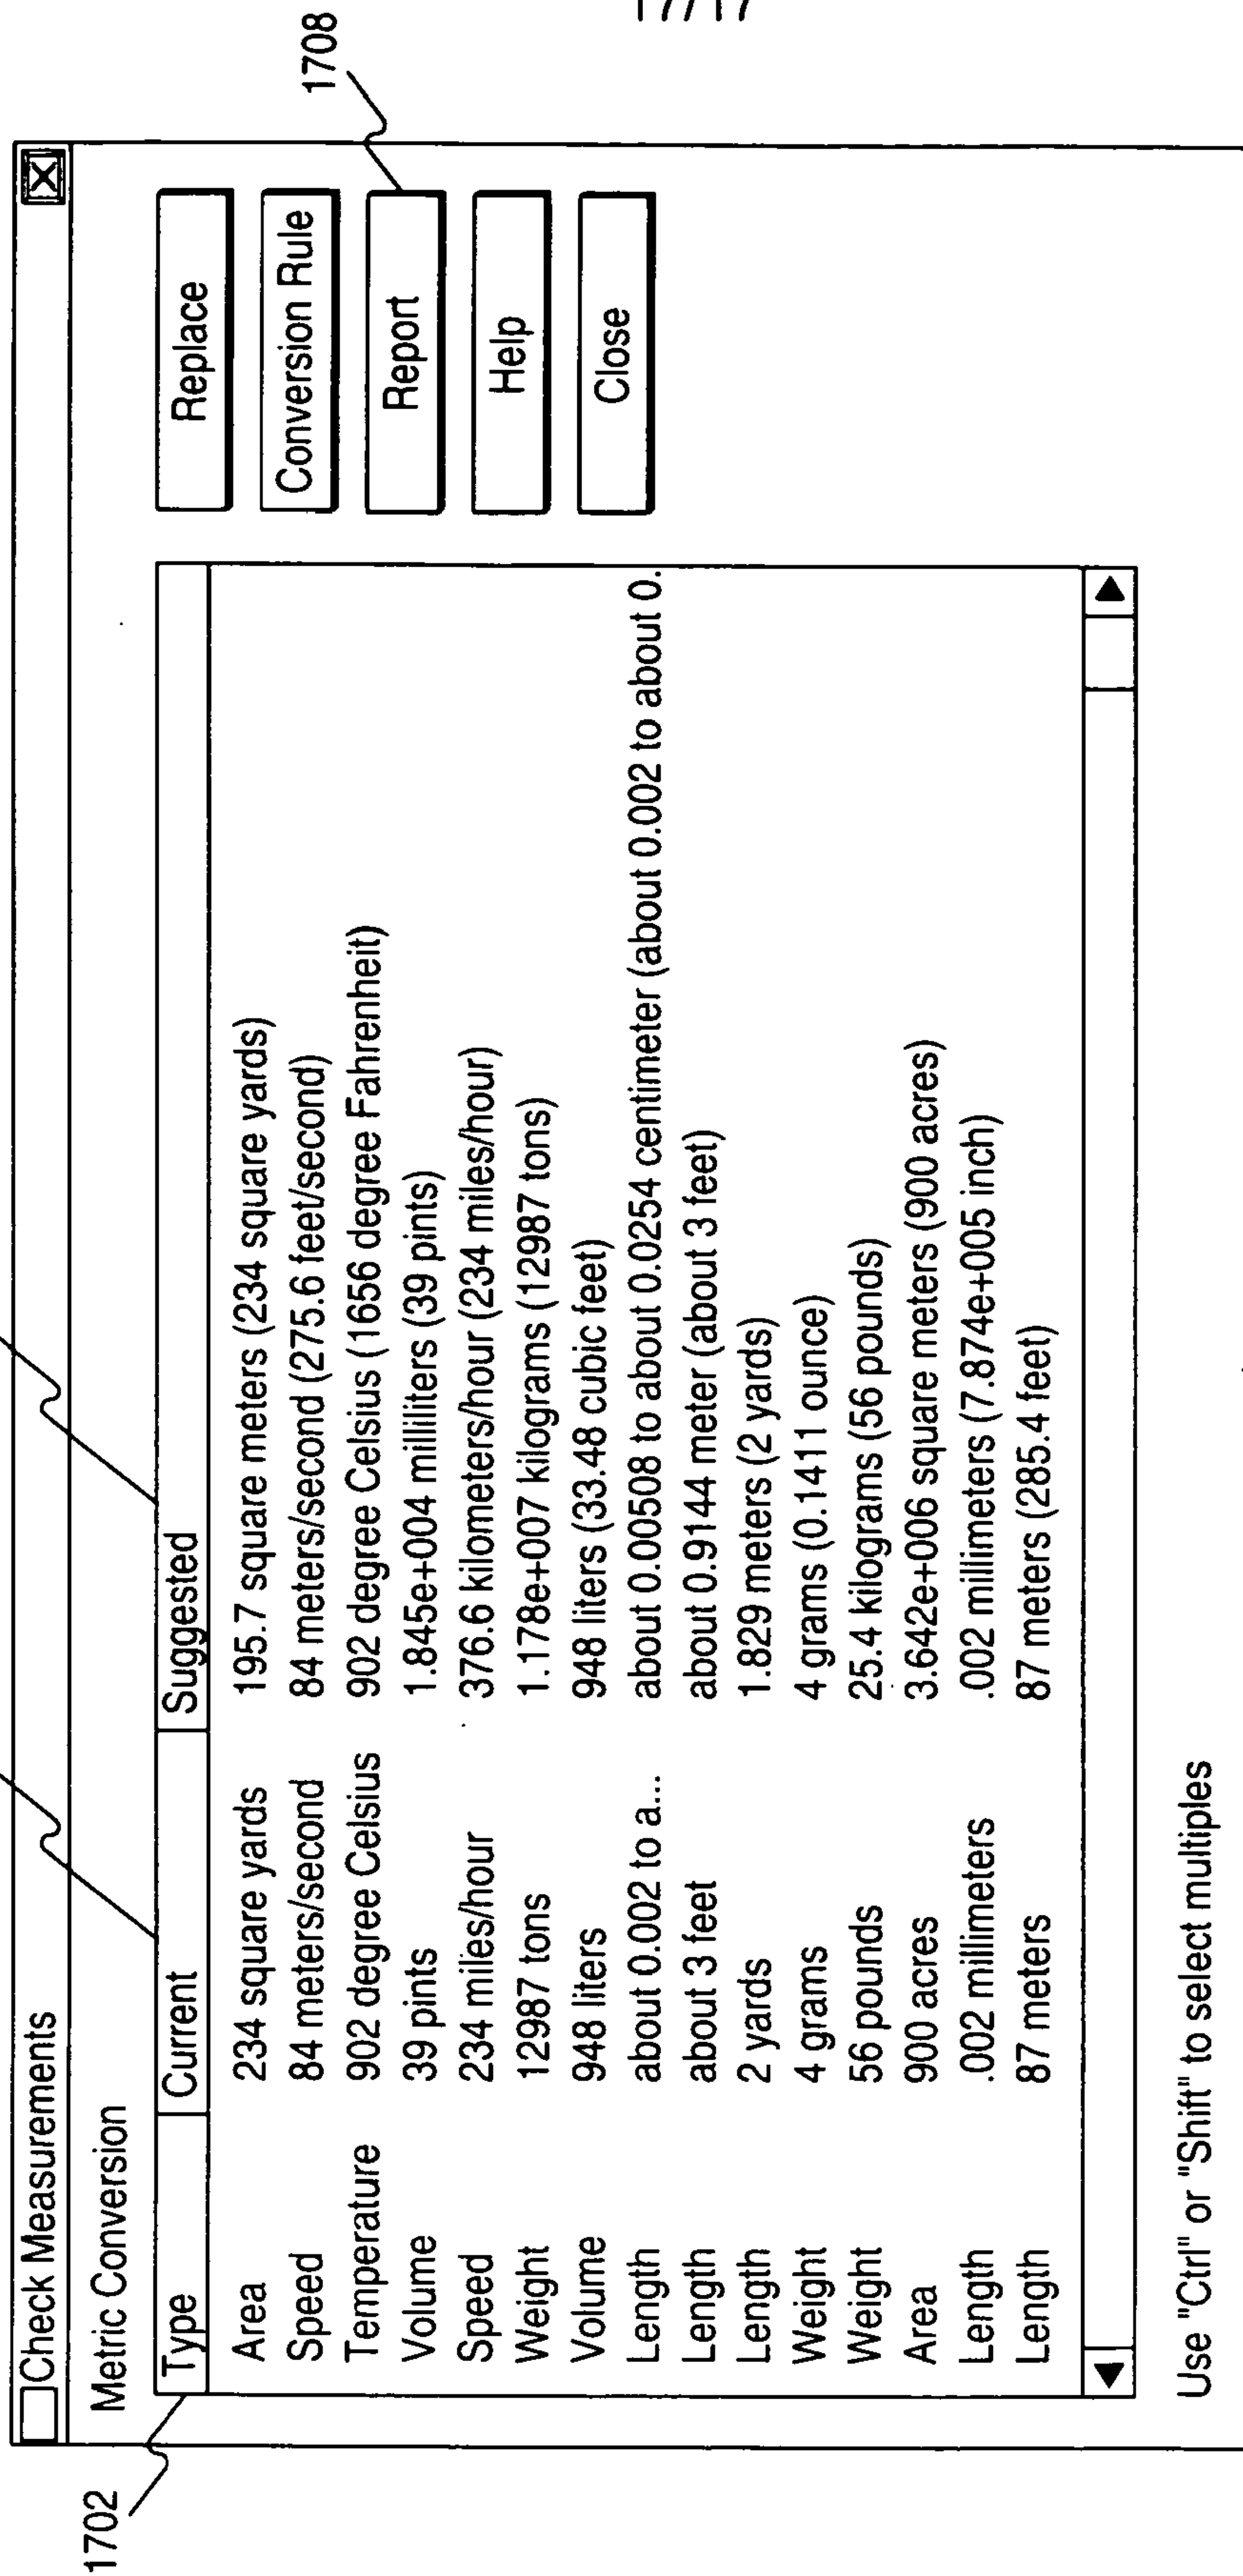 17/17
1708
Check Measurements
Metric Conversion
Type Current Suggested
Area 234 square yards 195.7 square meters (234 square yards)
Speed 84 meters/second 84 meters/second (275.6 feet/second)
Temperature 902 degree Celsius 902 degree Celsius (1656 degree Fahrenheit)
Volume 39 pints 1.845e+004 milliliters (39 pints)
Speed 234 miles/hour 376.6 kilometers/hour (234 miles/hour)
Weight 12987 tons 1.178e+007 kilograms (12987 tons)
Volume 948 liters 948 liters (33.48 cubic feet)
Length about 0.002 to a... about 0.00508 to about 0.0254 centimeter (about 0.002 to about 0.
Length about 3 feet about 0.9144 meter (about 3 feet)
Length 2 yards 1.829 meters (2 yards)
Weight 4 grams 4 grams (0.1411 ounce)
Weight 56 pounds 25.4 kilograms (56 pounds)
Area 900 acres 3.642e+006 square meters (900 acres)
Length .002 millimeters .002 millimeters (7.874e+005 inch)
Length 87 meters 87 meters (285.4 feet)
Replace
Conversion Rule
Report
Help
Close
Use "Ctrl" or "Shift" to select multiples
1702